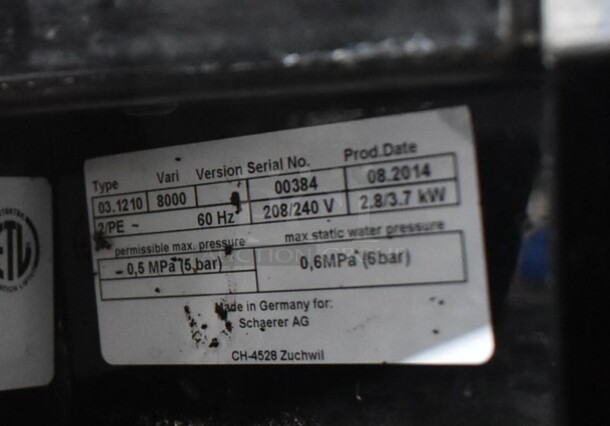 Type Vari Version Serial No. Prod.Date
03.1210 8000 00384 08.2014
2/PE ~ 60 Hz 208/240 V 2.8/3.7 kW
permissible max. pressure max. static water pressure
0,5 MPa (5 bar) 0,6MPa (6bar)
Made in Germany for:
Schaerer AG
CH-4528 Zuchwil
ETL